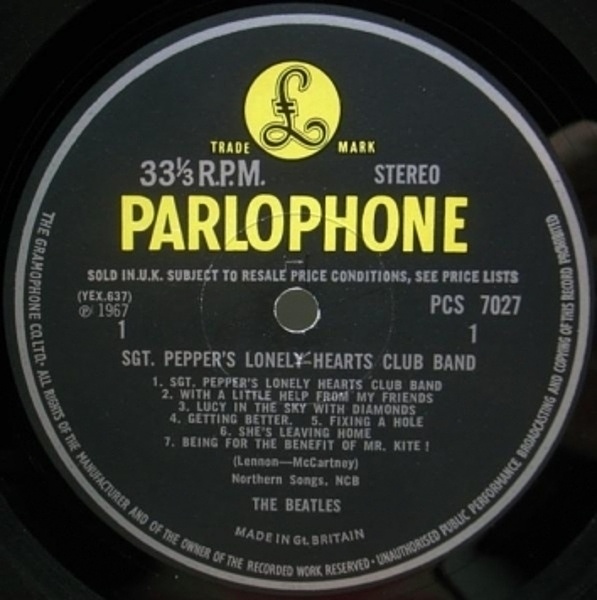 £
TRADE MARK
33⅓ R.P.M. STEREO
PARLOPHONE
SOLD IN U.K. SUBJECT TO RESALE PRICE CONDITIONS, SEE PRICE LISTS
(YEX.637) PCS 7027
℗ 1967
1 1
SGT. PEPPER'S LONELY HEARTS CLUB BAND
1. SGT. PEPPER'S LONELY HEARTS CLUB BAND
2. WITH A LITTLE HELP FROM MY FRIENDS
3. LUCY IN THE SKY WITH DIAMONDS
4. GETTING BETTER. 5. FIXING A HOLE
6. SHE'S LEAVING HOME
7. BEING FOR THE BENEFIT OF MR. KITE!
(Lennon—McCartney)
Northern Songs, NCB
THE BEATLES
MADE IN Gt. BRITAIN
THE GRAMOPHONE CO. LTD. ALL RIGHTS OF THE MANUFACTURER AND OF THE OWNER OF THE RECORDED WORK RESERVED · UNAUTHORISED PUBLIC PERFORMANCE BROADCASTING AND COPYING OF THIS RECORD PROHIBITED